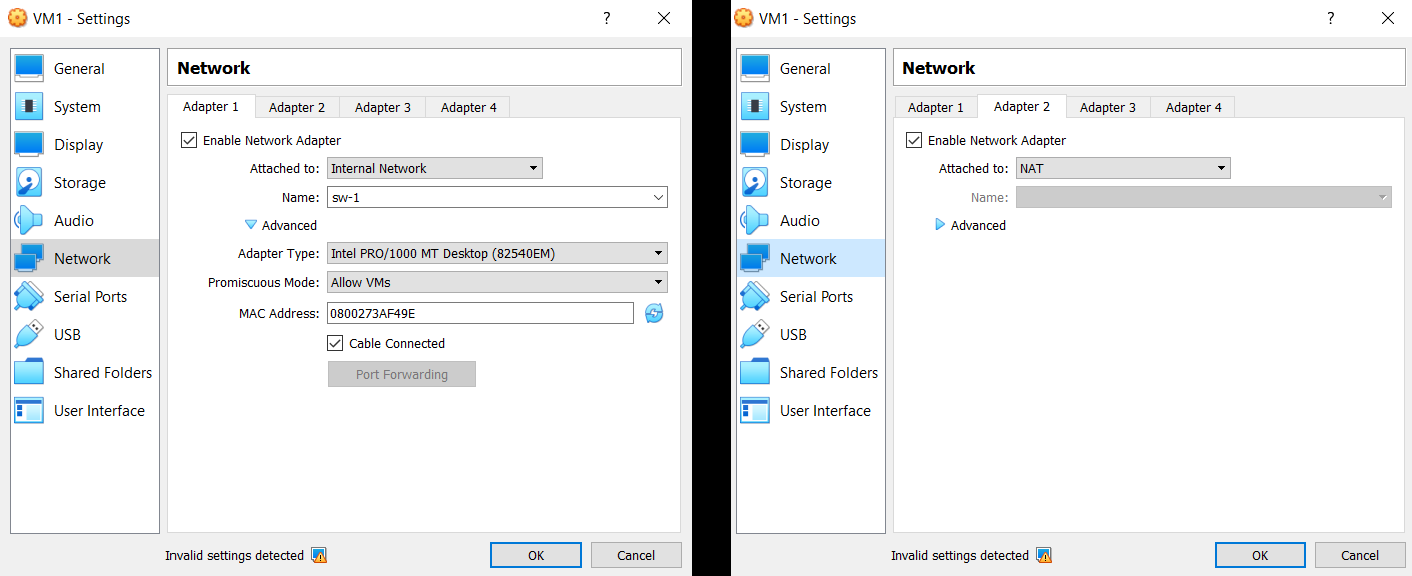 VM1 - Settings
?
General
System
Display
Storage
Audio
Network
Serial Ports
USB
Shared Folders
User Interface
Network
Adapter 1 Adapter 2 Adapter 3 Adapter 4
Enable Network Adapter
Attached to: Internal Network
Name: sw-1
Advanced
Adapter Type: Intel PRO/1000 MT Desktop (82540EM)
Promiscuous Mode: Allow VMs
MAC Address: 0800273AF49E
Cable Connected
Port Forwarding
Invalid settings detected
OK Cancel
VM1 - Settings
?
General
System
Display
Storage
Audio
Network
Serial Ports
USB
Shared Folders
User Interface
Network
Adapter 1 Adapter 2 Adapter 3 Adapter 4
Enable Network Adapter
Attached to: NAT
Name:
Advanced
Invalid settings detected
OK Cancel